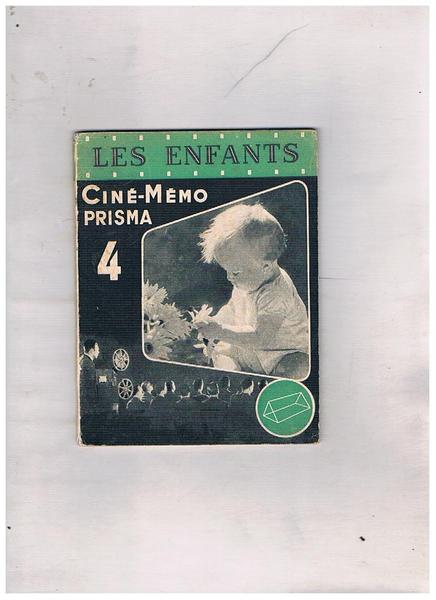 LES ENFANTS
CINÉ-MÉMO
PRISMA
4